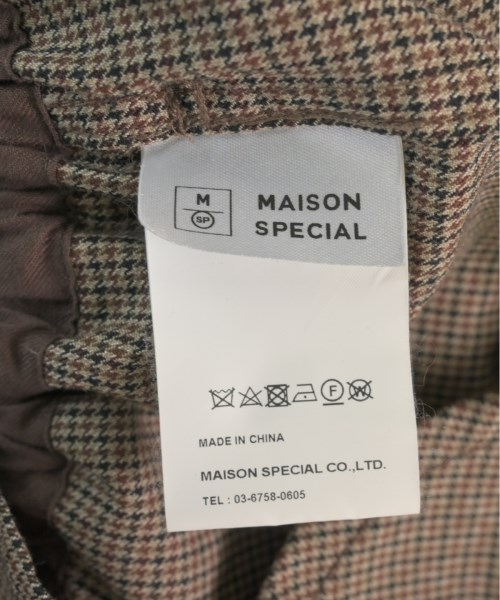 M
SP
MAISON
SPECIAL
F
W
MADE IN CHINA
MAISON SPECIAL CO.,LTD.
TEL : 03-6758-0605